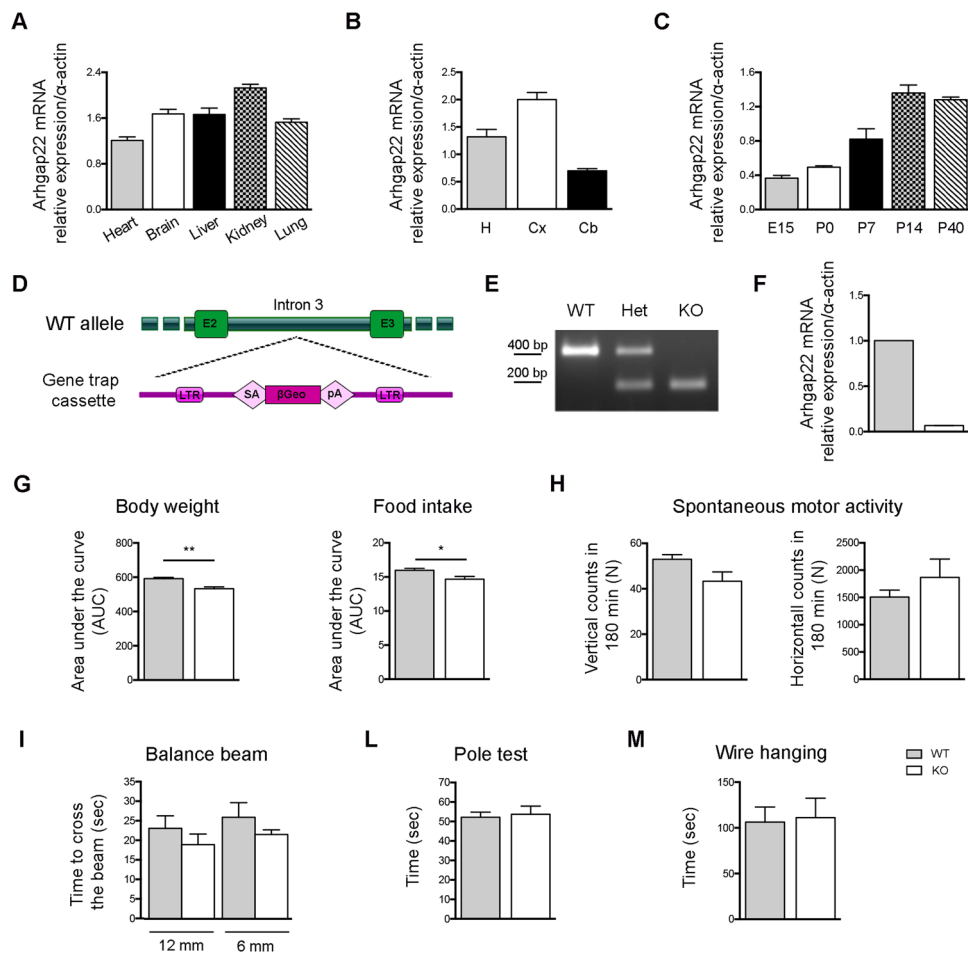 A
Arhgap22 mRNA
relative expression/α-actin
2.4
1.8
1.2
0.6
0.0
Heart
Brain
Liver
Kidney
Lung
B
Arhgap22 mRNA
relative expression/α-actin
2.5
2.0
1.5
1.0
0.5
0.0
H
Cx
Cb
C
Arhgap22 mRNA
relative expression/α-actin
1.6
1.2
0.8
0.4
0.0
E15
P0
P7
P14
P40
D
Intron 3
WT allele
E2
E3
Gene trap
cassette
LTR
SA
βGeo
pA
LTR
E
WT
Het
KO
400 bp
200 bp
F
Arhgap22 mRNA
relative expression/α-actin
1.5
1.0
0.5
0.0
G
Body weight
Area under the curve
(AUC)
800
600
400
200
0
**
Food intake
Area under the curve
(AUC)
20
15
10
5
0
*
H
Spontaneous motor activity
Vertical counts in
180 min (N)
60
40
20
0
Horizontall counts in
180 min (N)
2500
2000
1500
1000
500
0
I
Balance beam
Time to cross
the beam (sec)
35
30
25
20
15
10
5
0
12 mm
6 mm
L
Pole test
Time (sec)
70
60
50
40
30
20
10
0
M
Wire hanging
Time (sec)
150
100
50
0
WT
KO